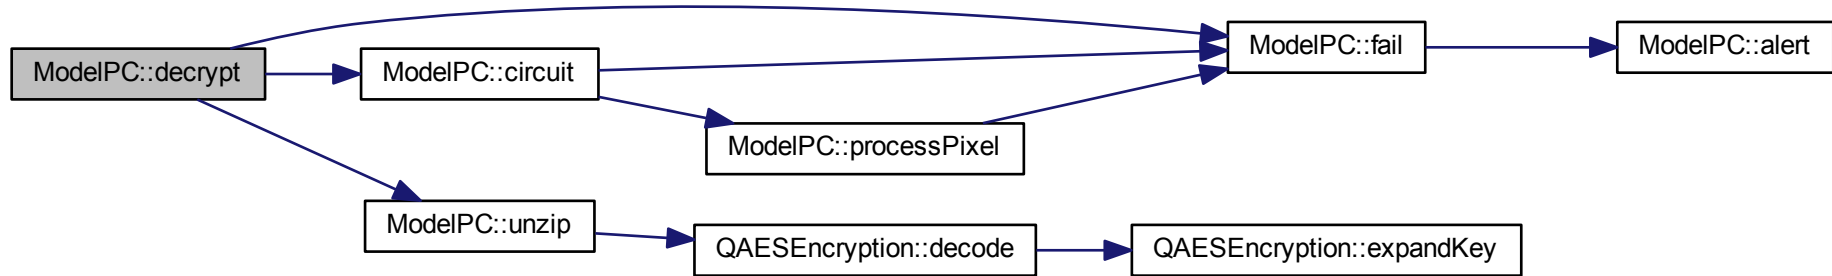 ModelPC::decrypt
ModelPC::circuit
ModelPC::fail
ModelPC::alert
ModelPC::processPixel
ModelPC::unzip
QAESEncryption::decode
QAESEncryption::expandKey